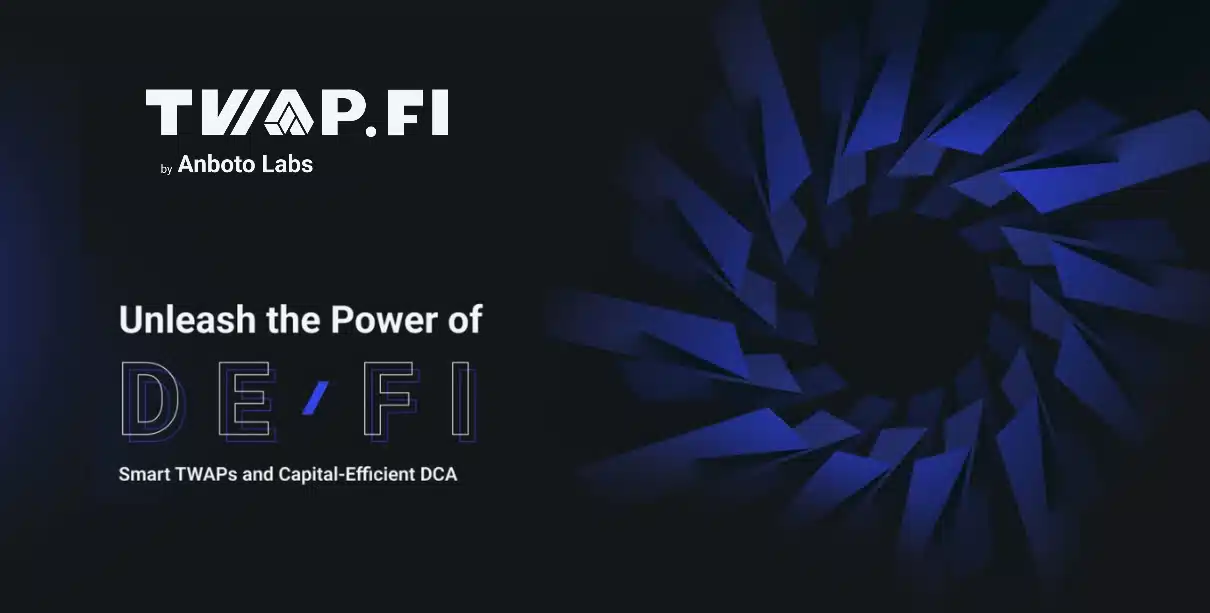 TWAP.FI
by Anboto Labs
Unleash the Power of
DE-FI
Smart TWAPs and Capital-Efficient DCA